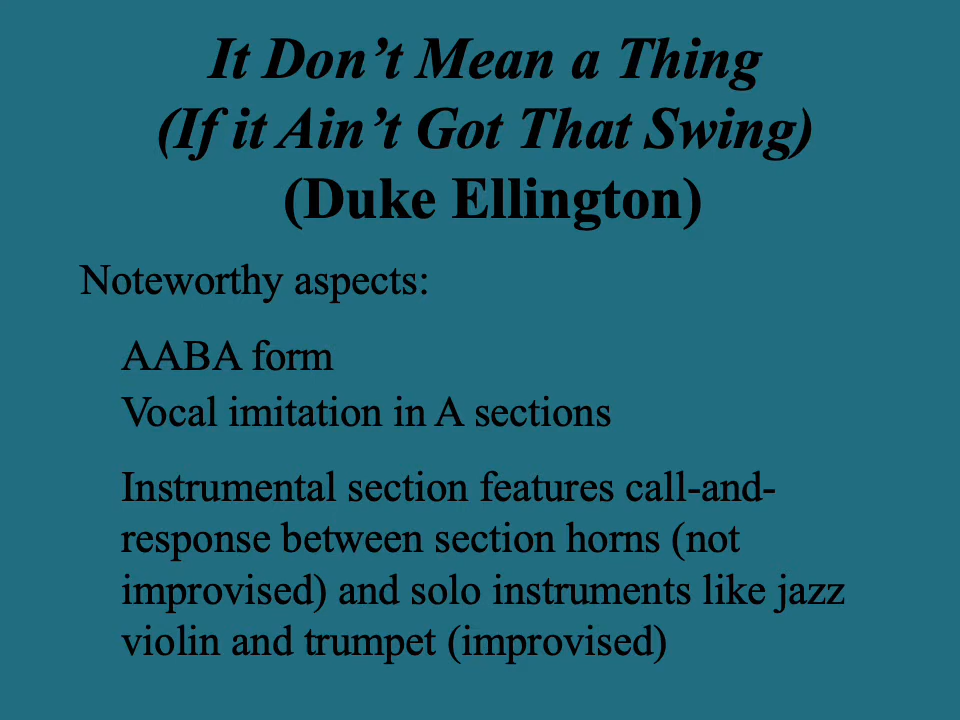 It Don’t Mean a Thing
(If it Ain’t Got That Swing)
(Duke Ellington)
Noteworthy aspects:
AABA form
Vocal imitation in A sections
Instrumental section features call-and-
response between section horns (not
improvised) and solo instruments like jazz
violin and trumpet (improvised)